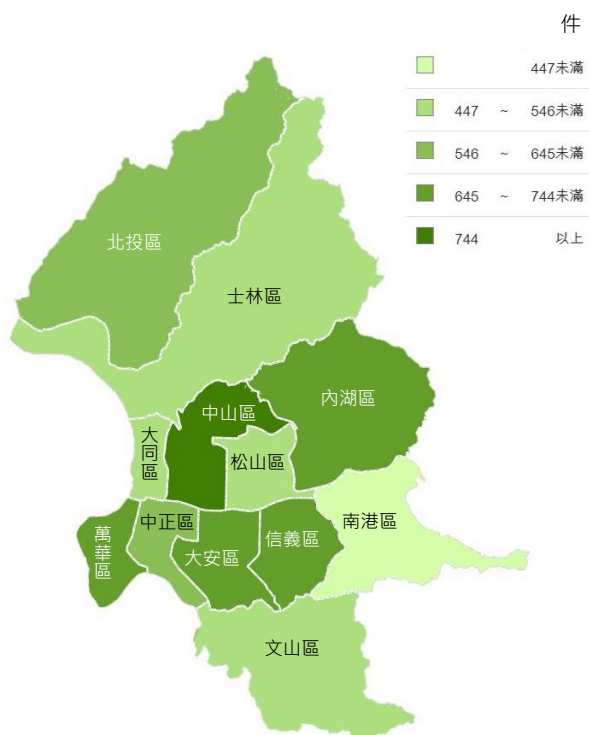 件
447未滿
447 ~ 546未滿
546 ~ 645未滿
645 ~ 744未滿
744 以上
北投區
士林區
內湖區
中山區
大同區
松山區
南港區
中正區
萬華區
大安區
信義區
文山區